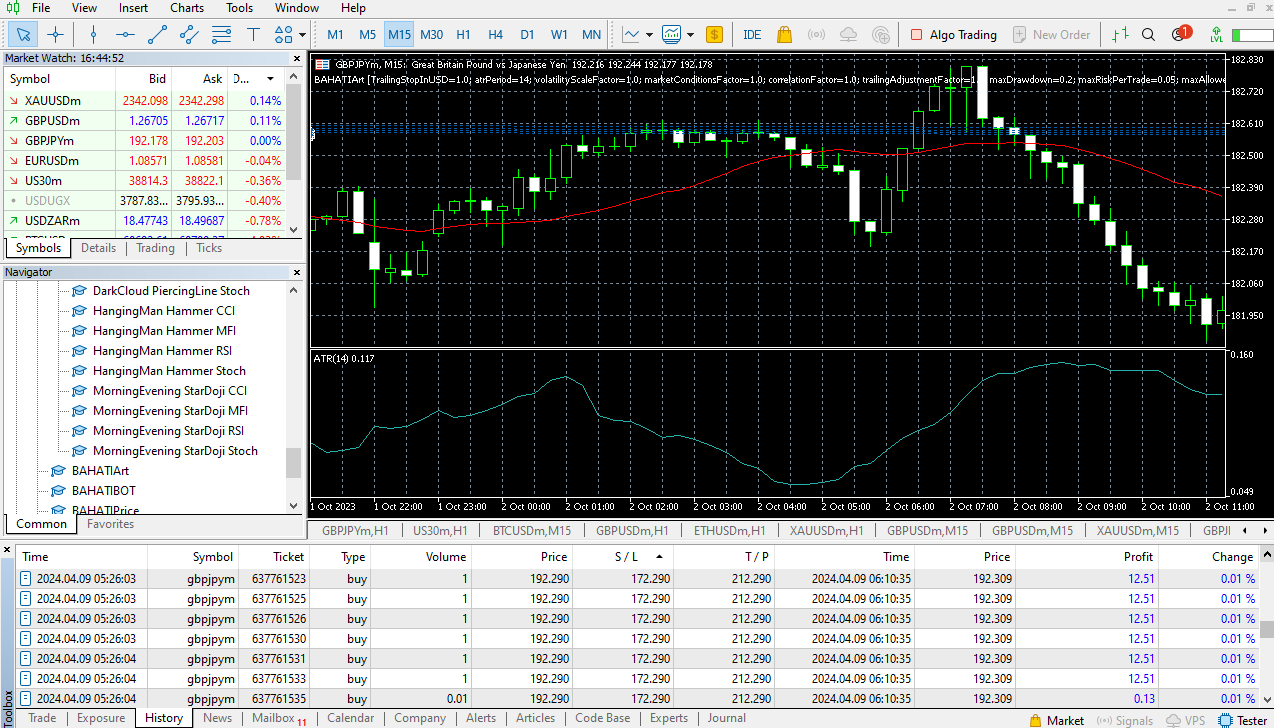 File View Insert Charts Tools Window Help
M1 M5 M15 M30 H1 H4 D1 W1 MN $ IDE Algo Trading New Order 1 LVL
Market Watch: 16:44:52
Symbol Bid Ask D...
XAUUSDm 2342.098 2342.298 0.14%
GBPUSDm 1.26705 1.26717 0.11%
GBPJPYm 192.178 192.203 0.00%
EURUSDm 1.08571 1.08581 -0.04%
US30m 38814.3 38822.1 -0.36%
USDUGX 3787.83... 3795.93... -0.40%
USDZARm 18.47743 18.49687 -0.78%
Symbols Details Trading Ticks
Navigator
DarkCloud PiercingLine Stoch
HangingMan Hammer CCI
HangingMan Hammer MFI
HangingMan Hammer RSI
HangingMan Hammer Stoch
MorningEvening StarDoji CCI
MorningEvening StarDoji MFI
MorningEvening StarDoji RSI
MorningEvening StarDoji Stoch
BAHATIArt
BAHATIBOT
BAHATIPrice
Common Favorites
GBPJPYm, M15: Great Britain Pound vs Japanese Yen 192.216 192.244 192.177 192.178
BAHATIArt [TrailingStopInUSD=1.0; atrPeriod=14; volatilityScaleFactor=1.0; marketConditionsFactor=1.0; correlationFactor=1.0; trailingAdjustmentFactor=1. maxDrawdown=0.2; maxRiskPerTrade=0.05; maxAllowe
182.830
182.720
182.610
182.500
182.390
182.280
182.170
182.060
181.950
ATR(14) 0.117
0.160
0.049
1 Oct 2023 1 Oct 22:00 1 Oct 23:00 2 Oct 00:00 2 Oct 01:00 2 Oct 02:00 2 Oct 03:00 2 Oct 04:00 2 Oct 05:00 2 Oct 06:00 2 Oct 07:00 2 Oct 08:00 2 Oct 09:00 2 Oct 10:00 2 Oct 11:00
GBPJPYm,H1 US30m,H1 BTCUSDm,M15 GBPUSDm,H1 ETHUSDm,H1 XAUUSDm,H1 GBPUSDm,M15 GBPUSDm,M15 XAUUSDm,M15 GBPJ
Time Symbol Ticket Type Volume Price S / L T / P Time Price Profit Change
2024.04.09 05:26:03 gbpjpym 637761523 buy 1 192.290 172.290 212.290 2024.04.09 06:10:35 192.309 12.51 0.01 %
2024.04.09 05:26:03 gbpjpym 637761525 buy 1 192.290 172.290 212.290 2024.04.09 06:10:35 192.309 12.51 0.01 %
2024.04.09 05:26:03 gbpjpym 637761526 buy 1 192.290 172.290 212.290 2024.04.09 06:10:35 192.309 12.51 0.01 %
2024.04.09 05:26:03 gbpjpym 637761530 buy 1 192.290 172.290 212.290 2024.04.09 06:10:35 192.309 12.51 0.01 %
2024.04.09 05:26:04 gbpjpym 637761531 buy 1 192.290 172.290 212.290 2024.04.09 06:10:35 192.309 12.51 0.01 %
2024.04.09 05:26:04 gbpjpym 637761533 buy 1 192.290 172.290 212.290 2024.04.09 06:10:35 192.309 12.51 0.01 %
2024.04.09 05:26:04 gbpjpym 637761535 buy 0.01 192.290 172.290 212.290 2024.04.09 06:10:35 192.309 0.13 0.01 %
Toolbox
Trade Exposure History News Mailbox 11 Calendar Company Alerts Articles Code Base Experts Journal
Market Signals VPS Tester